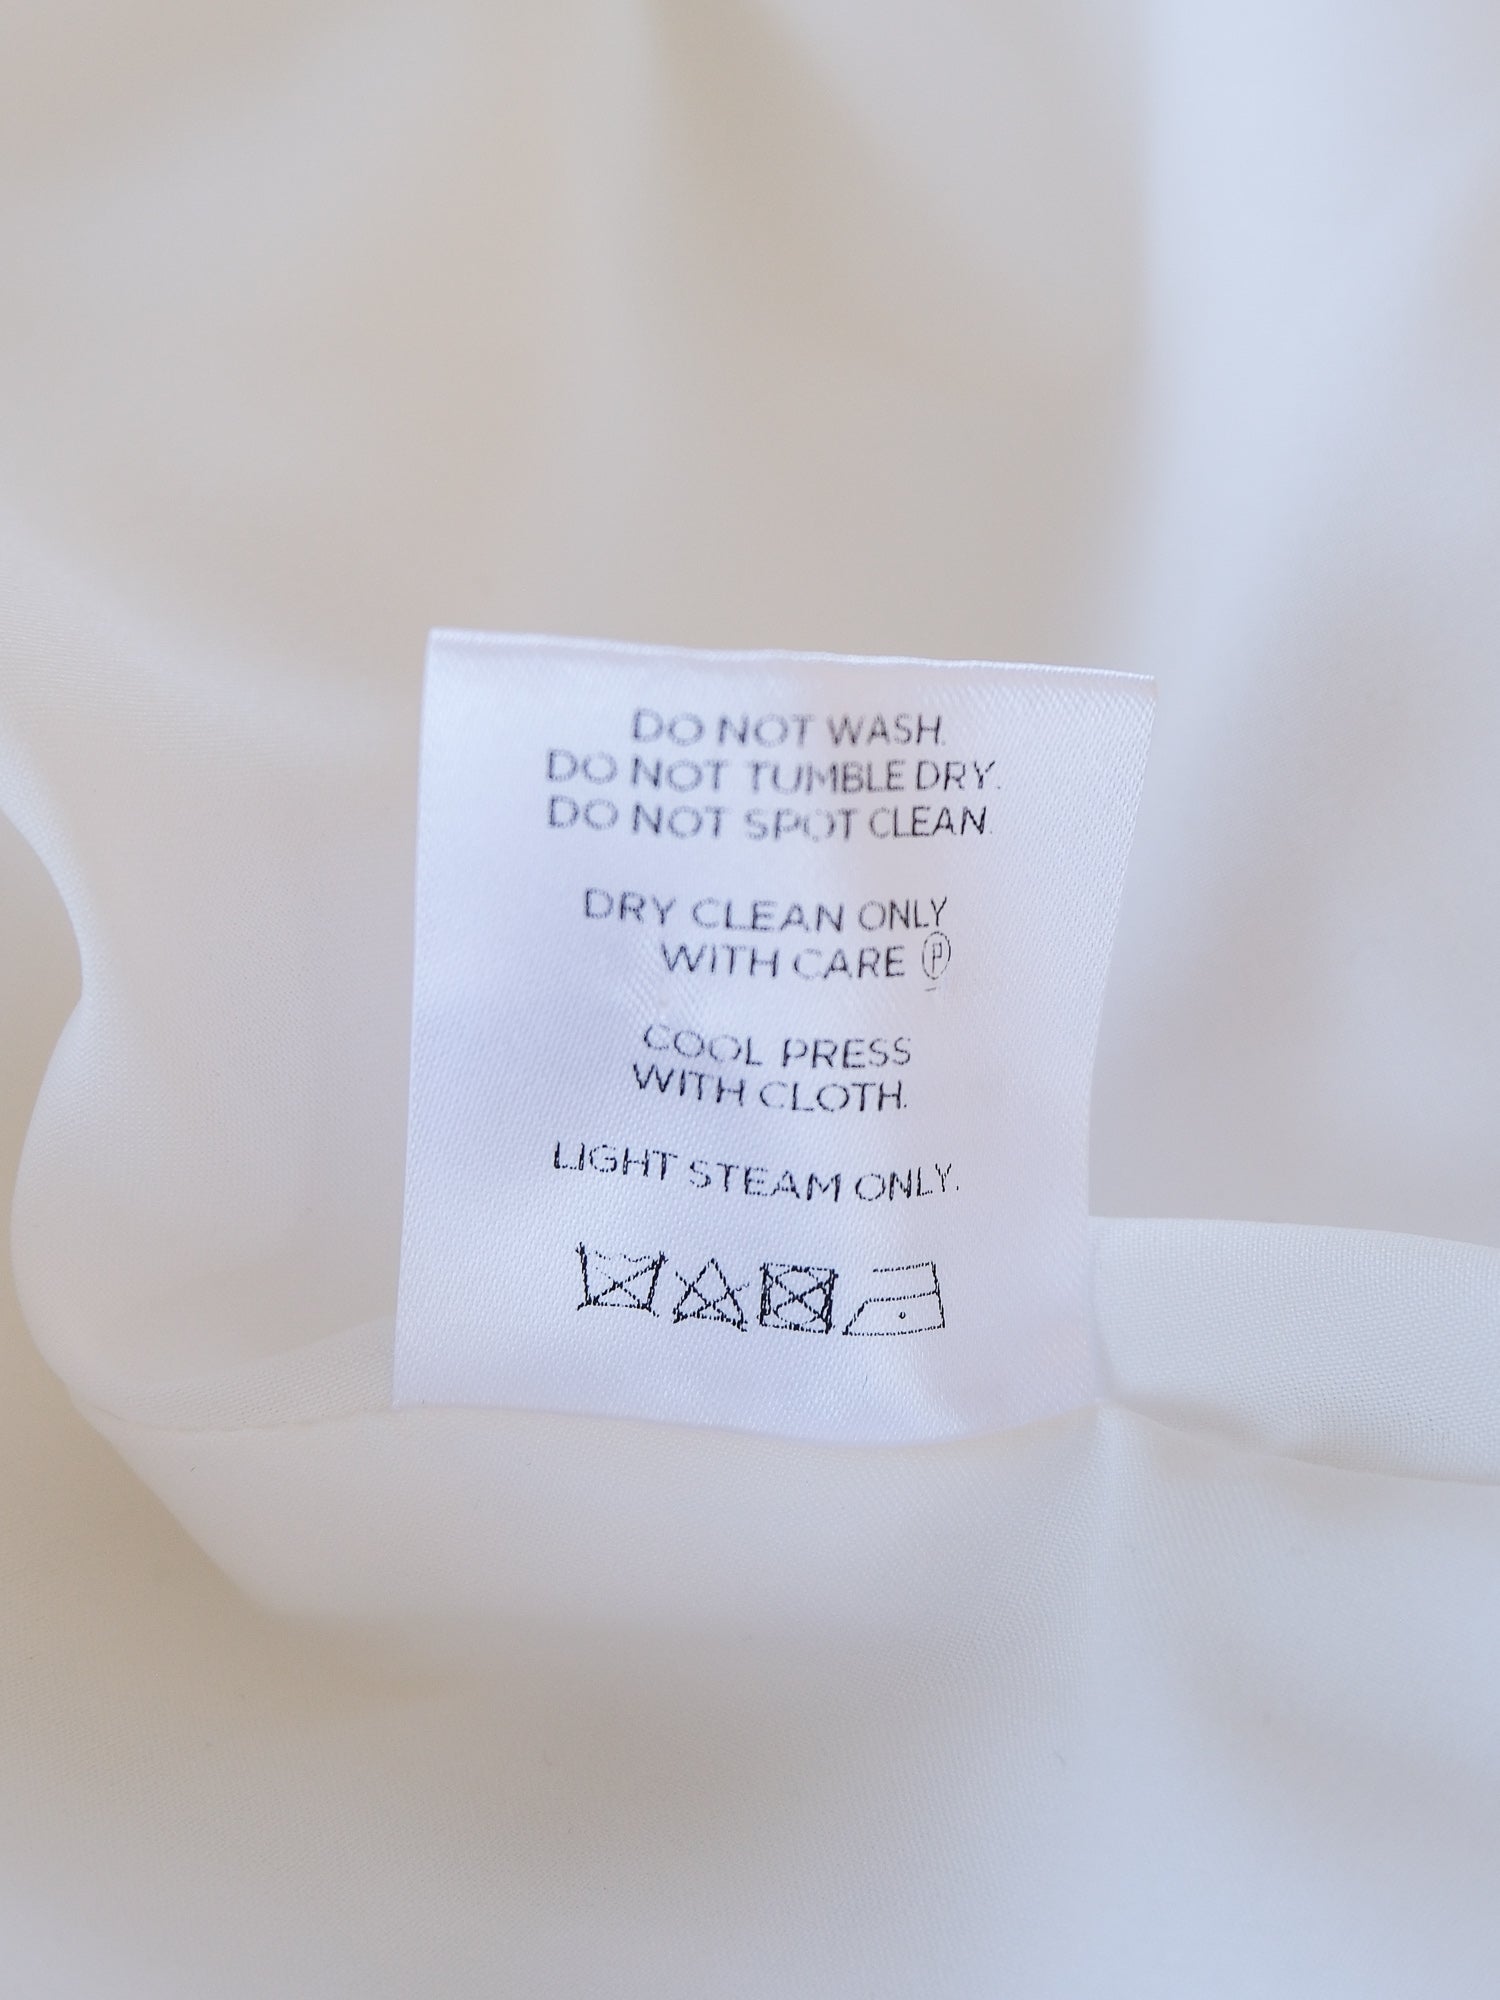 DO NOT WASH.
DO NOT TUMBLE DRY.
DO NOT SPOT CLEAN.
DRY CLEAN ONLY
WITH CARE Ⓟ
COOL PRESS
WITH CLOTH.
LIGHT STEAM ONLY.